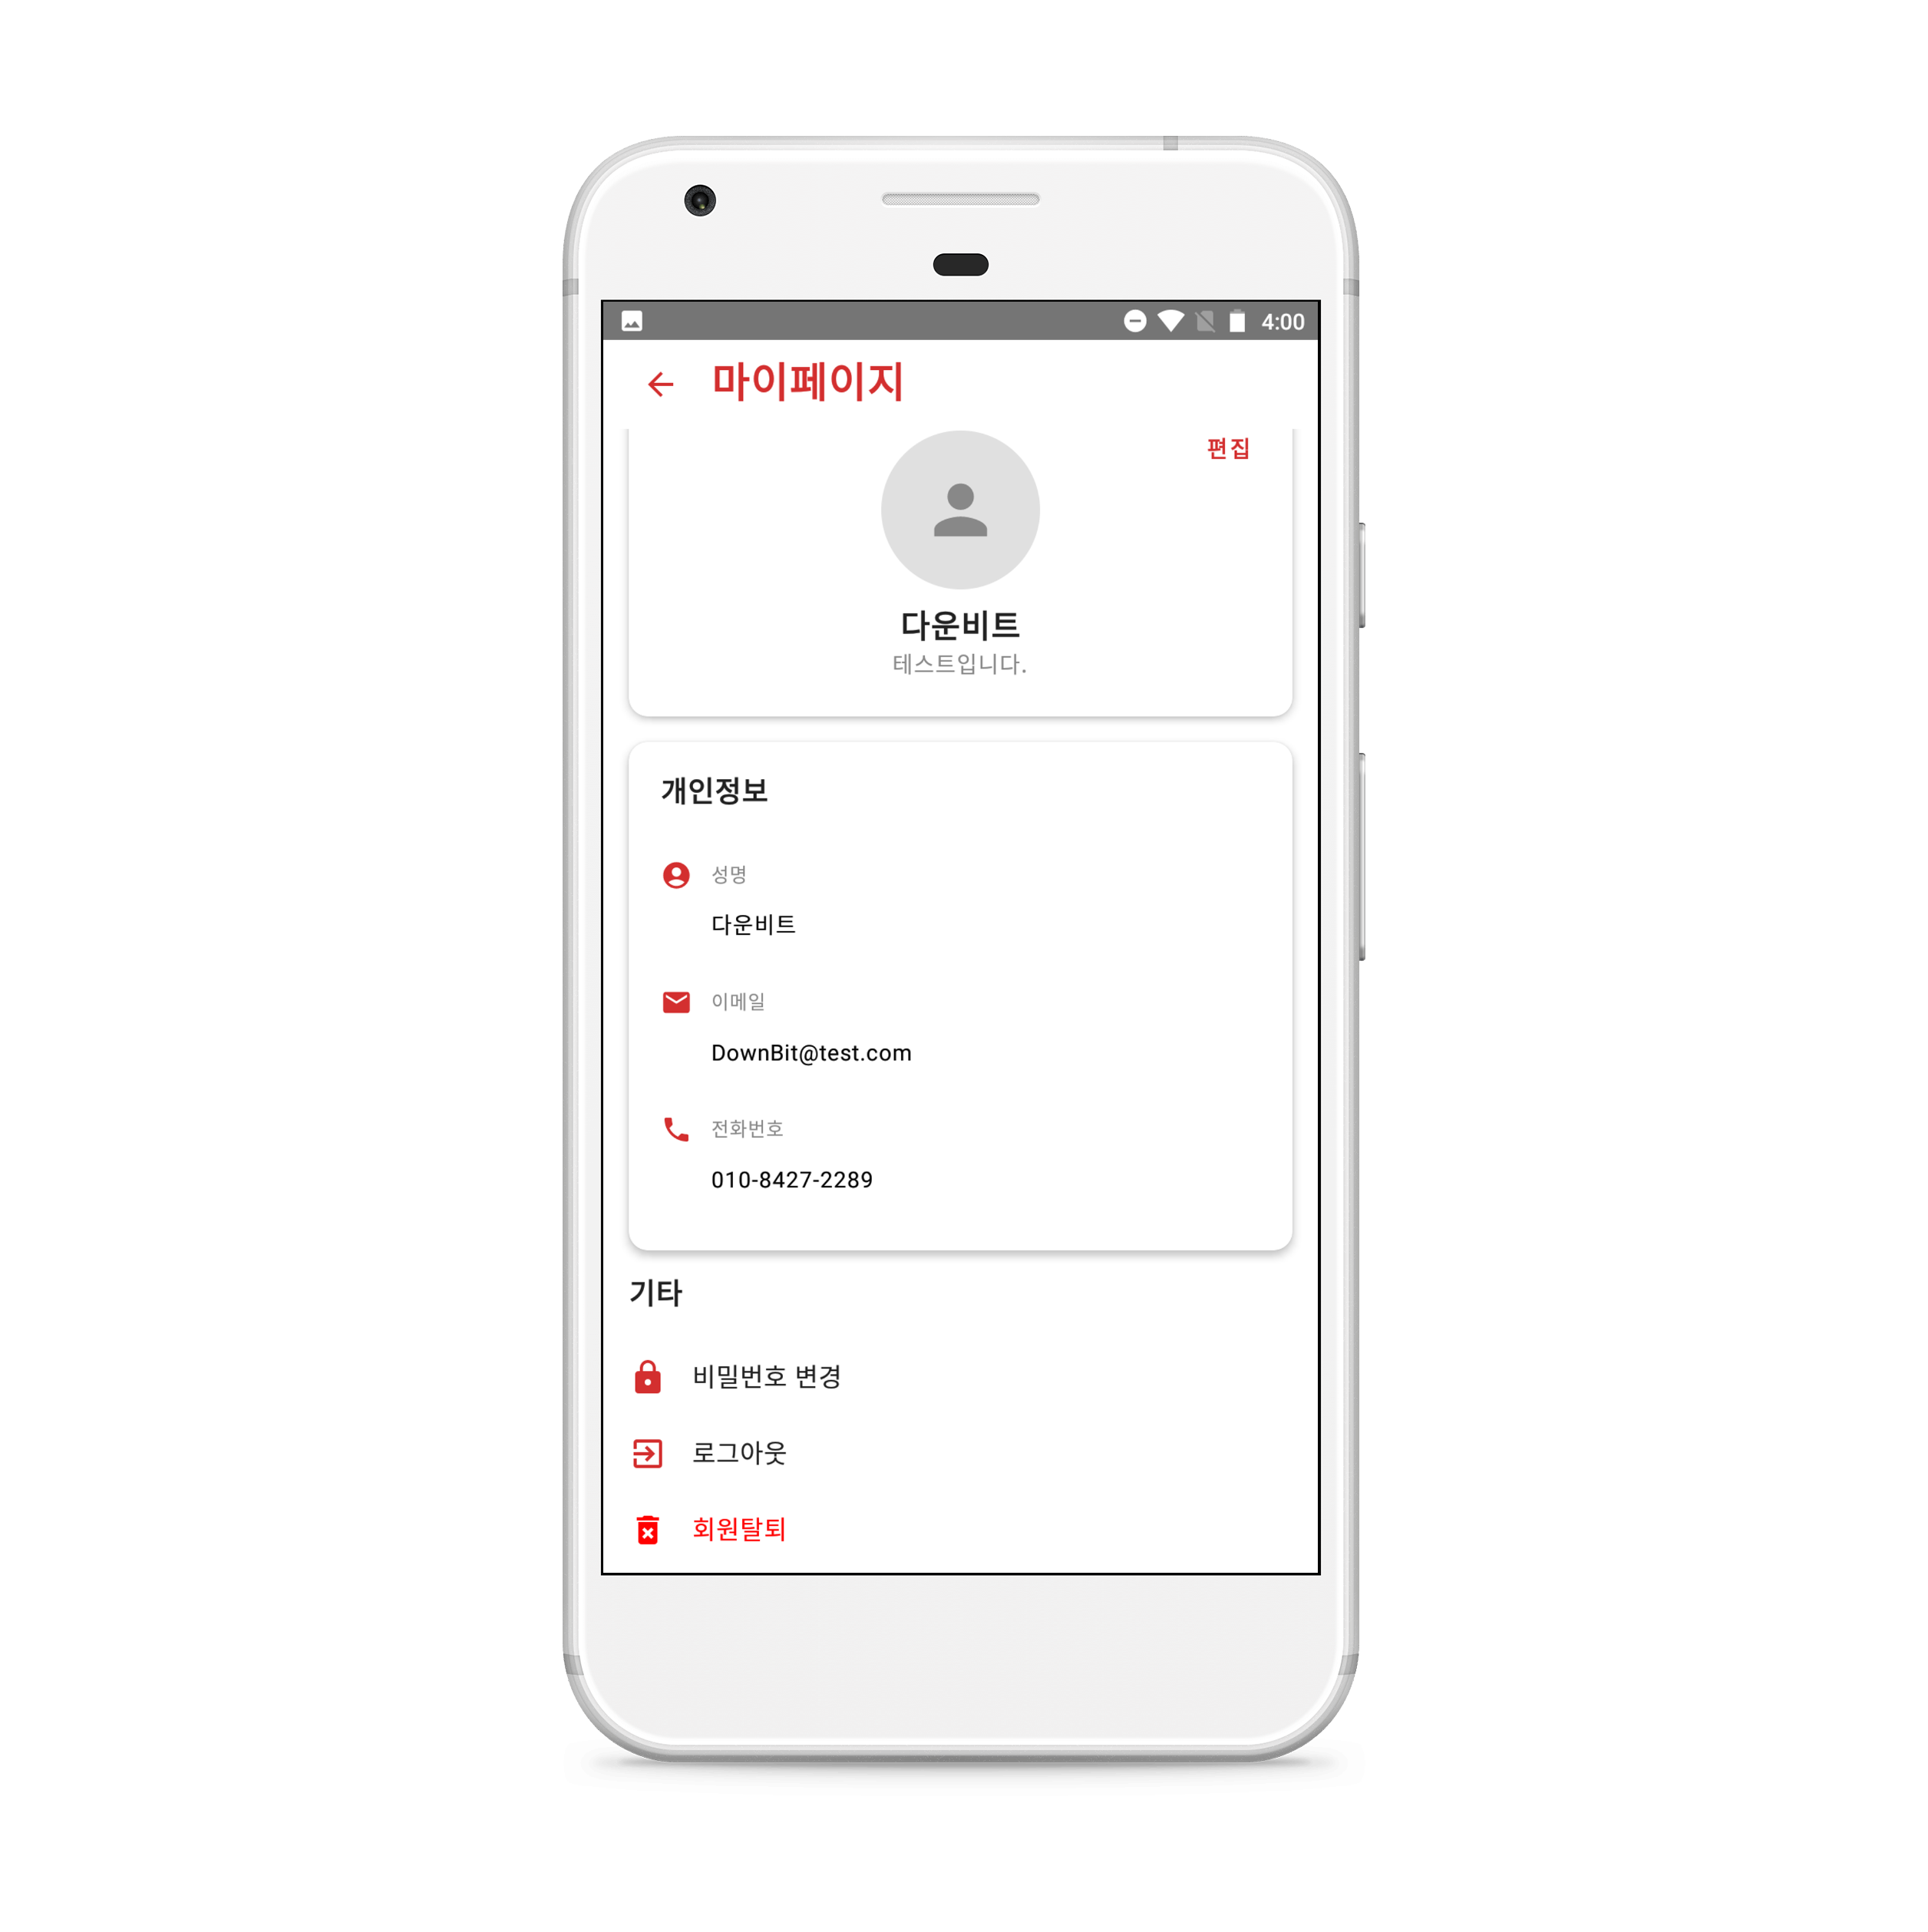 4:00
마이페이지
편집
다운비트
테스트입니다.
개인정보
성명
다운비트
이메일
DownBit@test.com
전화번호
010-8427-2289
기타
비밀번호 변경
로그아웃
회원탈퇴